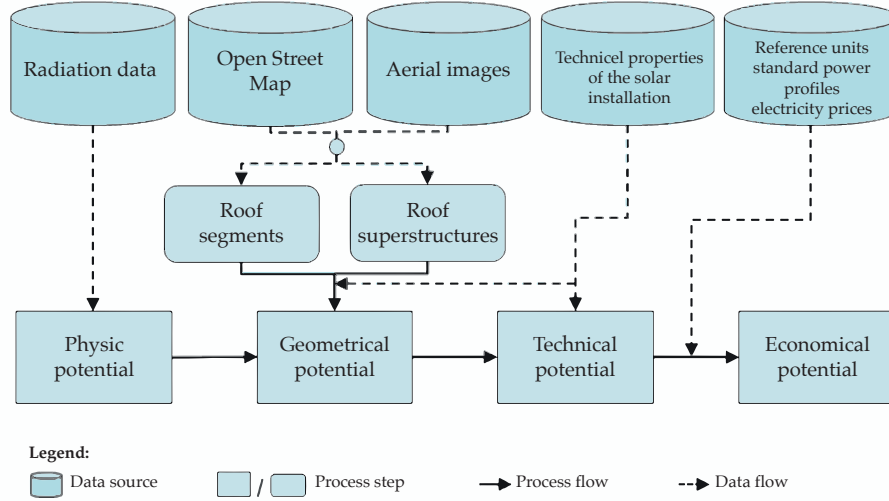 Radiation data
Open Street
Map
Aerial images
Technicel properties
of the solar
installation
Reference units
standard power
profiles
electricity prices
Roof
segments
Roof
superstructures
Physic
potential
Geometrical
potential
Technical
potential
Economical
potential
Legend:
Data source
/
Process step
Process flow
Data flow